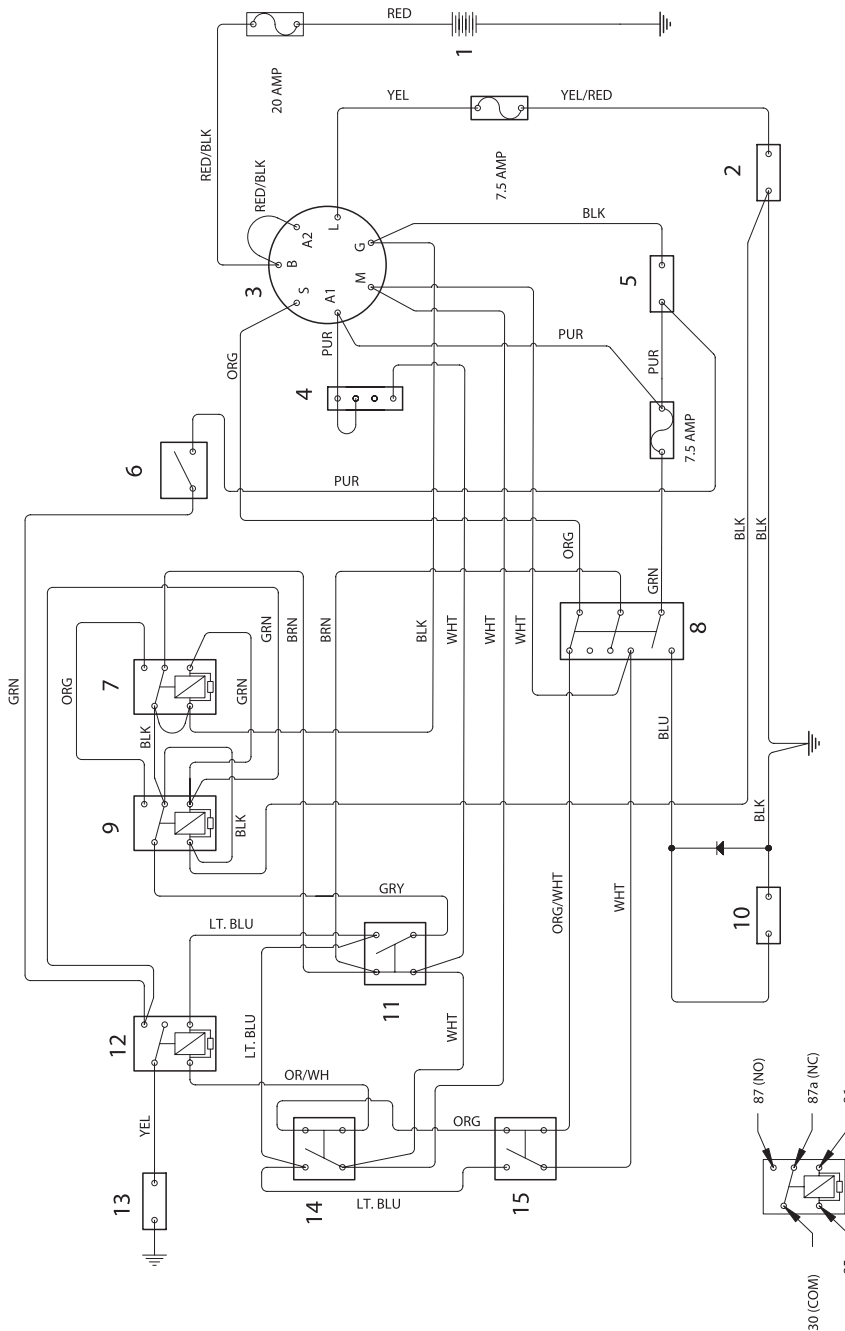 RED
1
20 AMP
YEL
YEL/RED
RED/BLK
RED/BLK
7.5 AMP
2
BLK
3
B
A2
L
S
G
A1
M
5
ORG
PUR
PUR
PUR
4
7.5 AMP
6
PUR
BLK
BLK
ORG
GRN
GRN
ORG
7
GRN
GRN
BRN
BRN
BLK
WHT
WHT
WHT
8
BLK
BLU
9
BLK
BLK
GRY
LT. BLU
ORG/WHT
WHT
10
11
12
LT. BLU
WHT
OR/WH
YEL
ORG
13
14
LT. BLU
15
87 (NO)
87a (NC)
30 (COM)